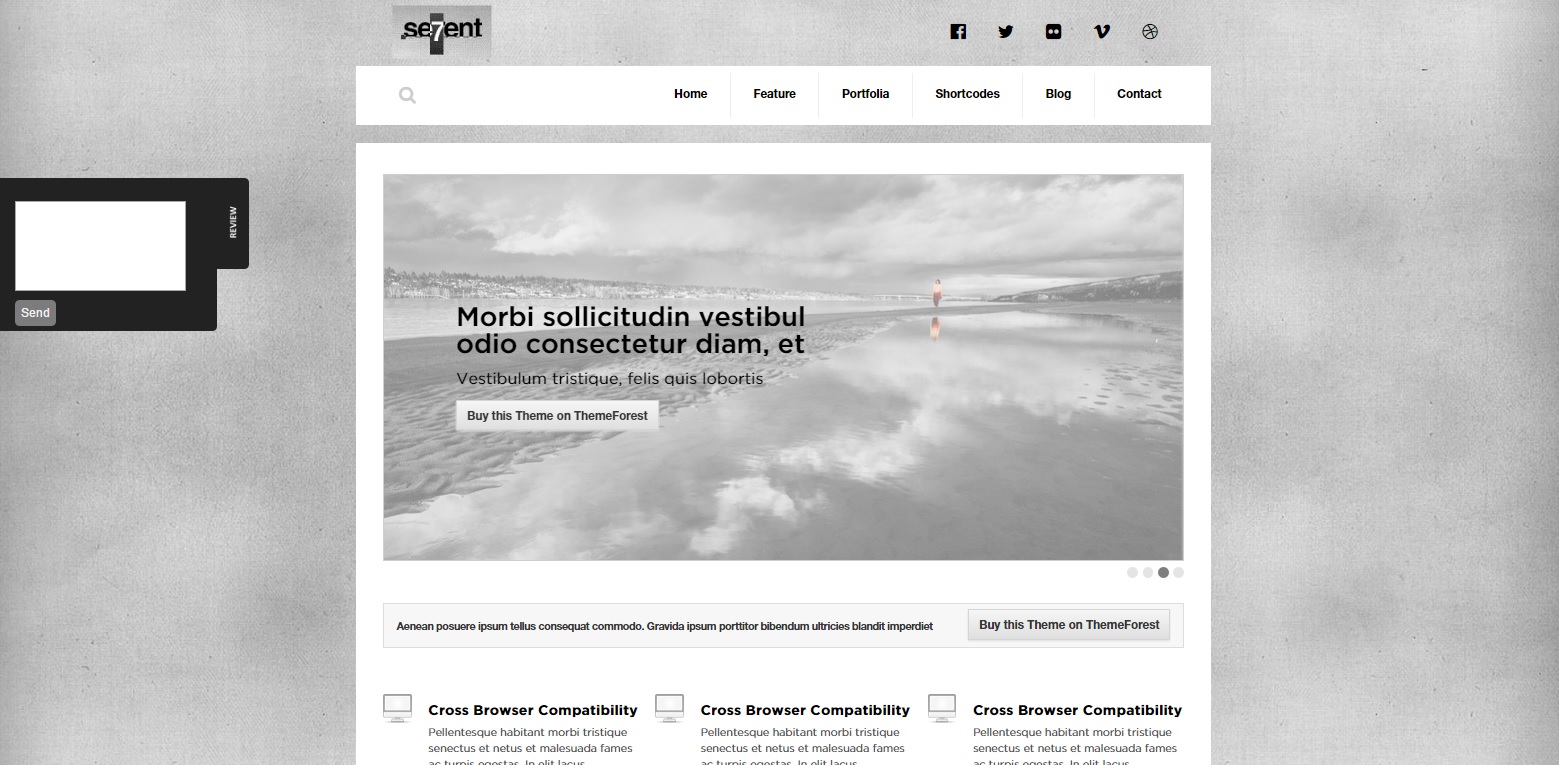 se7ent
Home
Feature
Portfolia
Shortcodes
Blog
Contact
REVIEW
Send
Morbi sollicitudin vestibul
odio consectetur diam, et
Vestibulum tristique, felis quis lobortis
Buy this Theme on ThemeForest
Aenean posuere ipsum tellus consequat commodo. Gravida ipsum porttitor bibendum ultricies blandit imperdiet
Buy this Theme on ThemeForest
Cross Browser Compatibility
Pellentesque habitant morbi tristique
senectus et netus et malesuada fames
ac turpis egestas. In elit lacus,
Cross Browser Compatibility
Pellentesque habitant morbi tristique
senectus et netus et malesuada fames
ac turpis egestas. In elit lacus,
Cross Browser Compatibility
Pellentesque habitant morbi tristique
senectus et netus et malesuada fames
ac turpis egestas. In elit lacus,